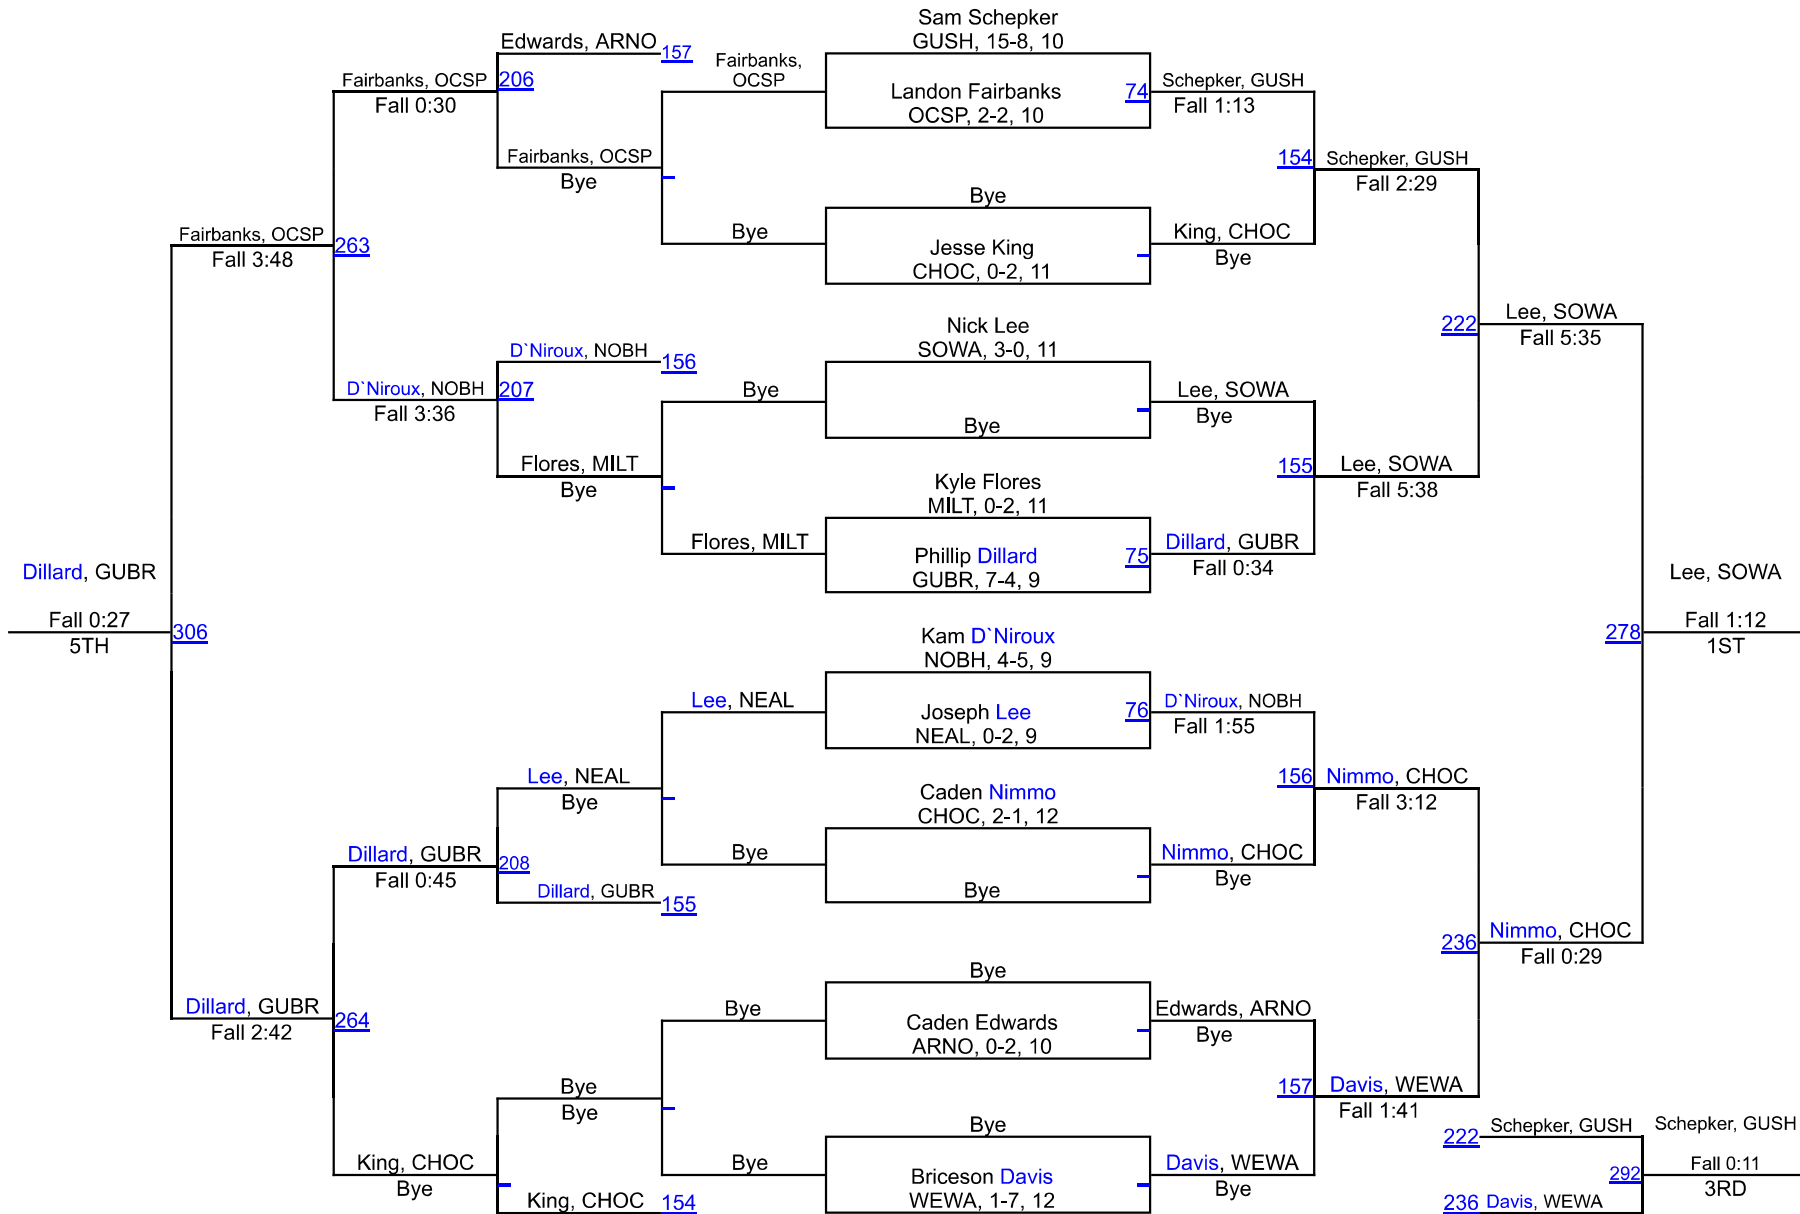 Sam Schepker
GUSH, 15-8, 10
Edwards, ARNO 157
Fairbanks,
OCSP
Fairbanks, OCSP 206
Fall 0:30
Landon Fairbanks 74
OCSP, 2-2, 10
Schepker, GUSH
Fall 1:13
Fairbanks, OCSP
Bye
154 Schepker, GUSH
Fall 2:29
Bye
Fairbanks, OCSP 263
Fall 3:48
Bye
Jesse King
CHOC, 0-2, 11
King, CHOC
Bye
222 Lee, SOWA
Fall 5:35
Nick Lee
SOWA, 3-0, 11
D`Niroux, NOBH 156
D`Niroux, NOBH 207
Fall 3:36
Bye
Bye
Lee, SOWA
Bye
Flores, MILT
Bye
155 Lee, SOWA
Fall 5:38
Kyle Flores
MILT, 0-2, 11
Flores, MILT
Phillip Dillard 75
GUBR, 7-4, 9
Dillard, GUBR
Fall 0:34
Dillard, GUBR
Fall 0:27
5TH
306
Lee, SOWA
278 Fall 1:12
1ST
Kam D`Niroux
NOBH, 4-5, 9
Lee, NEAL
Joseph Lee 76
NEAL, 0-2, 9
D`Niroux, NOBH
Fall 1:55
Lee, NEAL
Bye
Caden Nimmo
CHOC, 2-1, 12
156 Nimmo, CHOC
Fall 3:12
Dillard, GUBR 208
Fall 0:45
Bye
Bye
Nimmo, CHOC
Bye
Dillard, GUBR 155
236 Nimmo, CHOC
Fall 0:29
Bye
Dillard, GUBR 264
Fall 2:42
Bye
Caden Edwards
ARNO, 0-2, 10
Edwards, ARNO
Bye
Bye
Bye
157 Davis, WEWA
Fall 1:41
Bye
King, CHOC
Bye
Bye
Briceson Davis
WEWA, 1-7, 12
Davis, WEWA
Bye
King, CHOC 154
222 Schepker, GUSH
Schepker, GUSH
292 Fall 0:11
3RD
236 Davis, WEWA